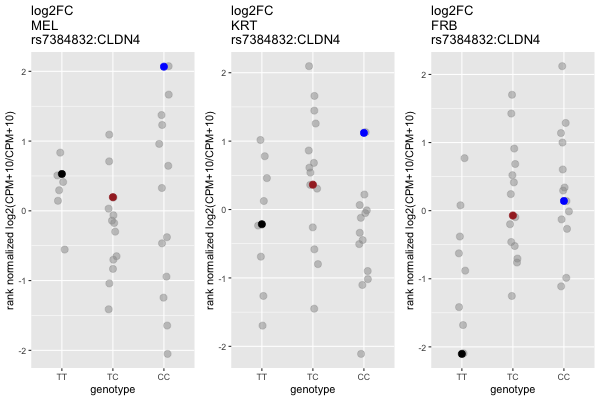 log2FC
MEL
rs7384832:CLDN4
rank normalized log2(CPM+10/CPM+10)
2
1
0
-1
-2
TT
TC
CC
genotype
log2FC
KRT
rs7384832:CLDN4
rank normalized log2(CPM+10/CPM+10)
2
1
0
-1
-2
TT
TC
CC
genotype
log2FC
FRB
rs7384832:CLDN4
rank normalized log2(CPM+10/CPM+10)
2
1
0
-1
-2
TT
TC
CC
genotype